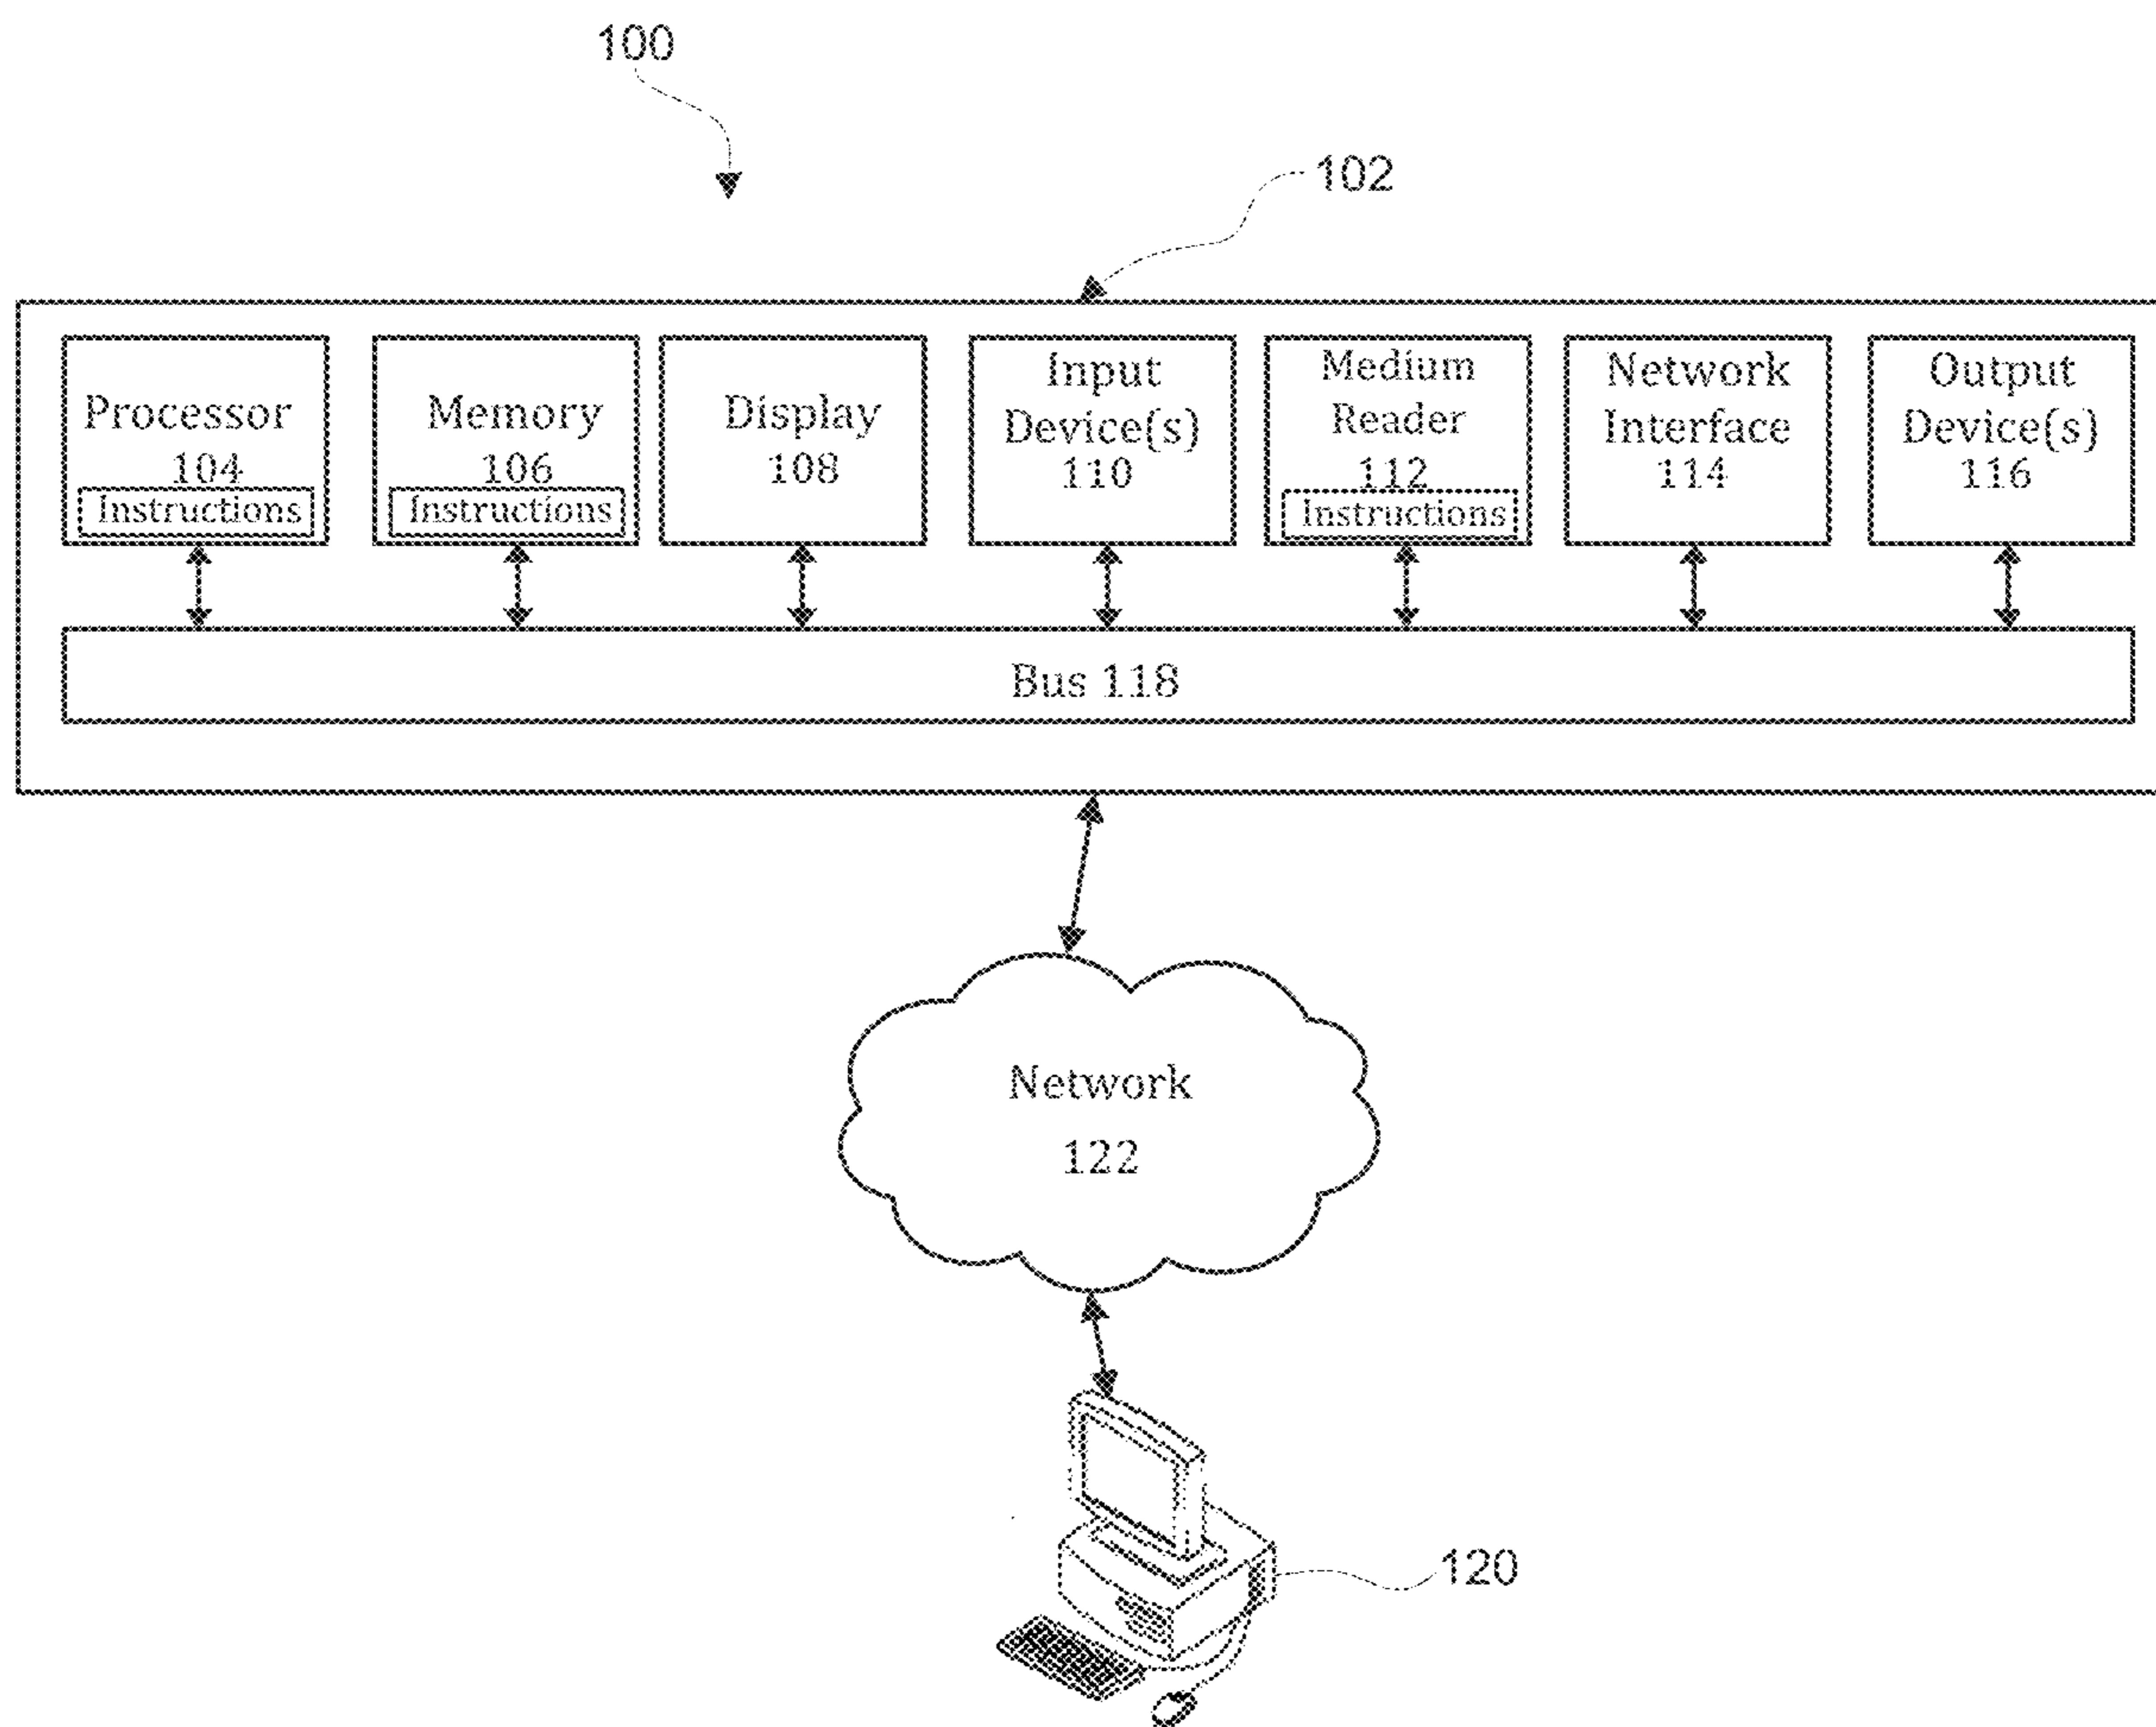 100
102
Processor
104
Instructions
Memory
106
Instructions
Display
108
Input
Device(s)
110
Medium
Reader
112
Instructions
Network
Interface
114
Output
Device(s)
116
Bus 118
Network
122
120